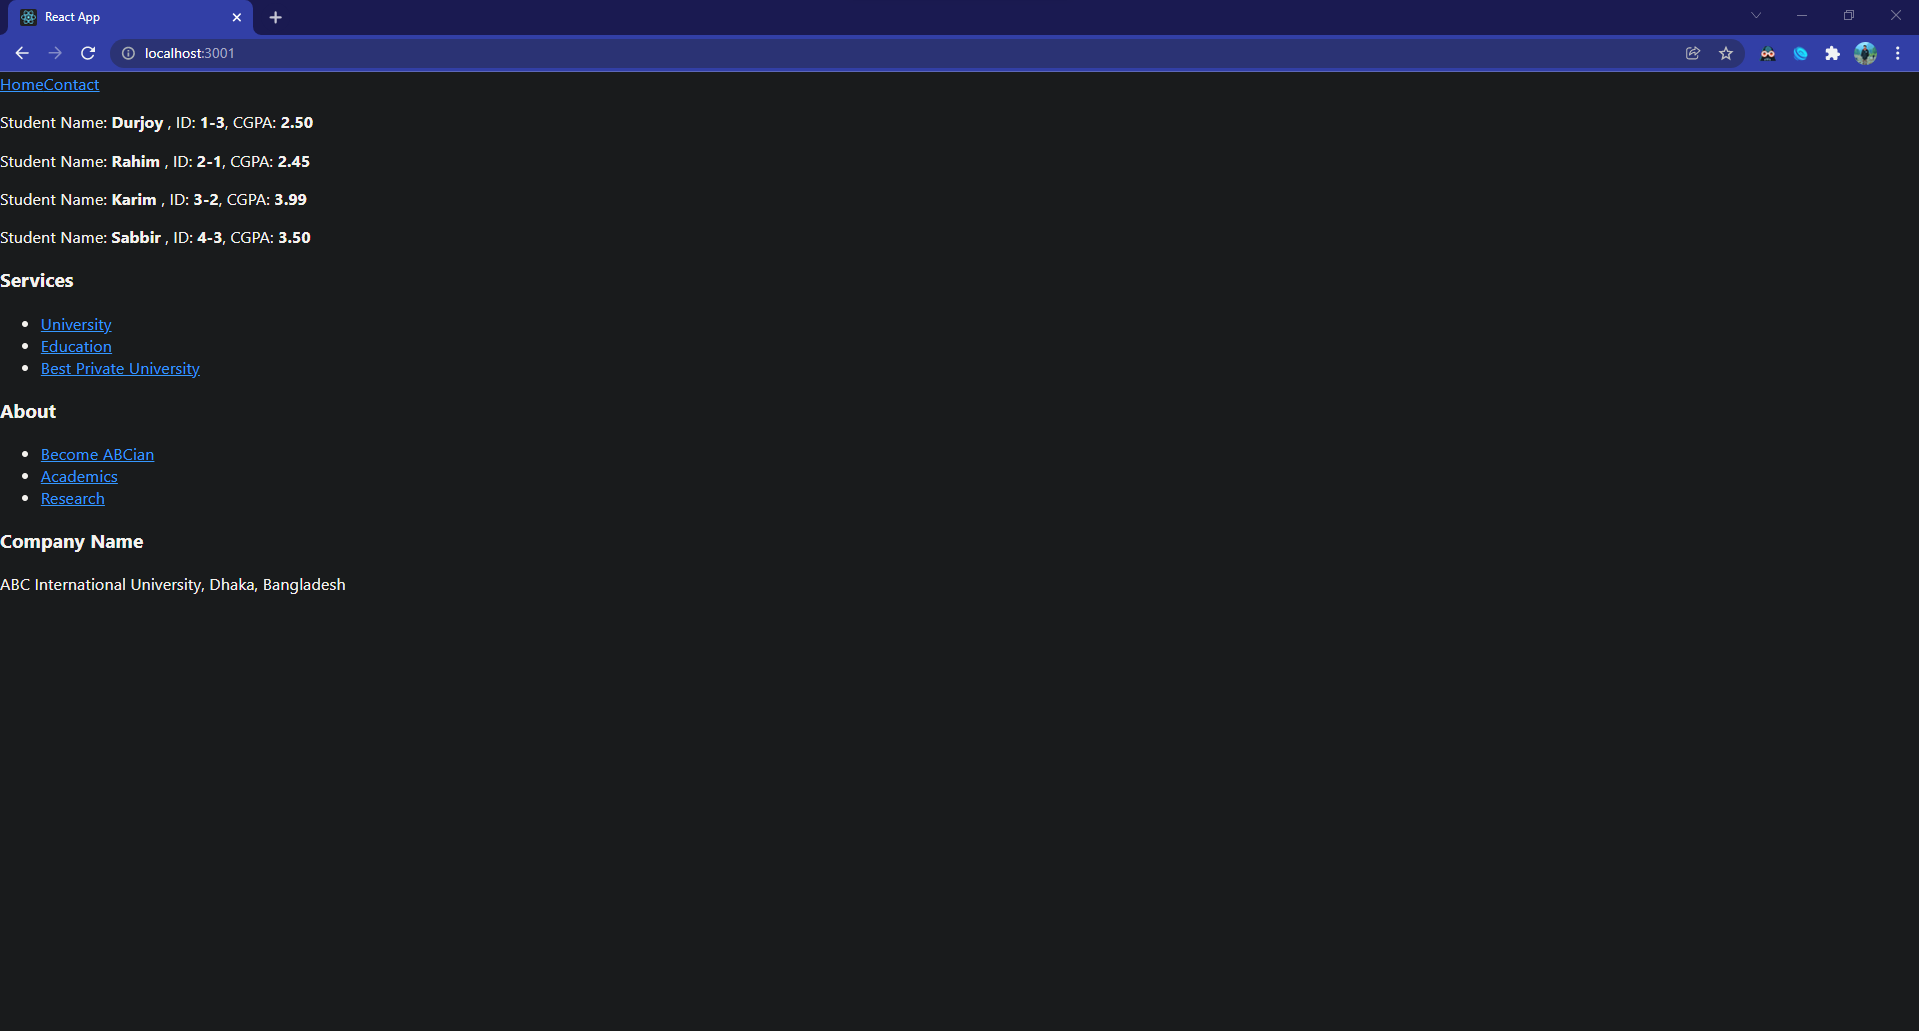 React App
localhost:3001
HomeContact
Student Name: Durjoy , ID: 1-3, CGPA: 2.50
Student Name: Rahim , ID: 2-1, CGPA: 2.45
Student Name: Karim , ID: 3-2, CGPA: 3.99
Student Name: Sabbir , ID: 4-3, CGPA: 3.50
Services
University
Education
Best Private University
About
Become ABCian
Academics
Research
Company Name
ABC International University, Dhaka, Bangladesh